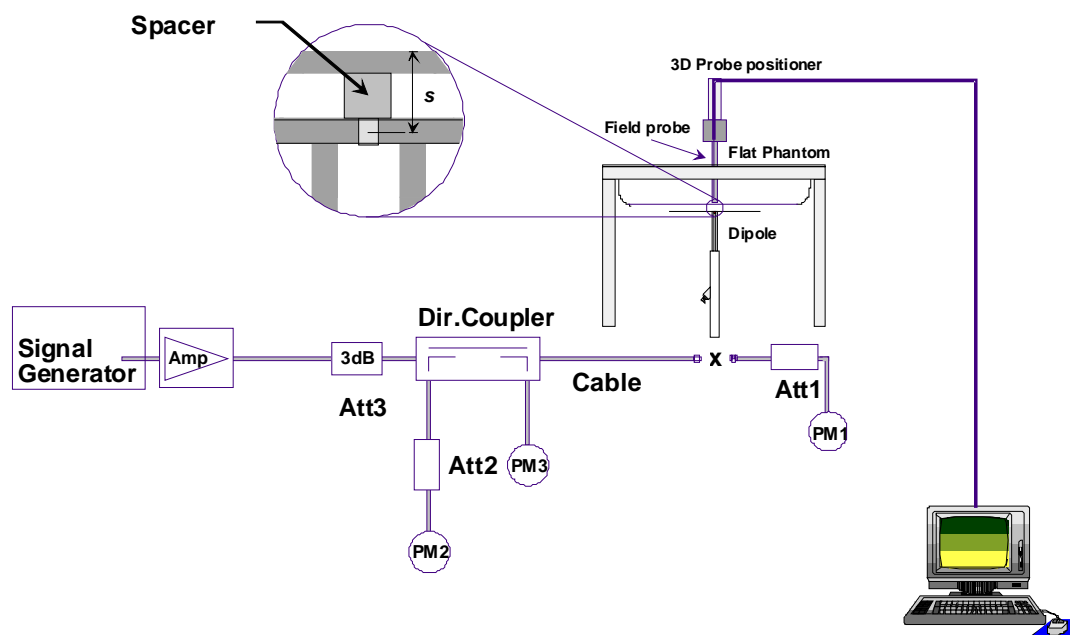 Spacer
s
3D Probe positioner
Field probe
Flat Phantom
Dipole
Dir.Coupler
Signal
Generator
Amp
3dB
Att3
Cable
x
Att1
PM1
Att2
PM3
PM2